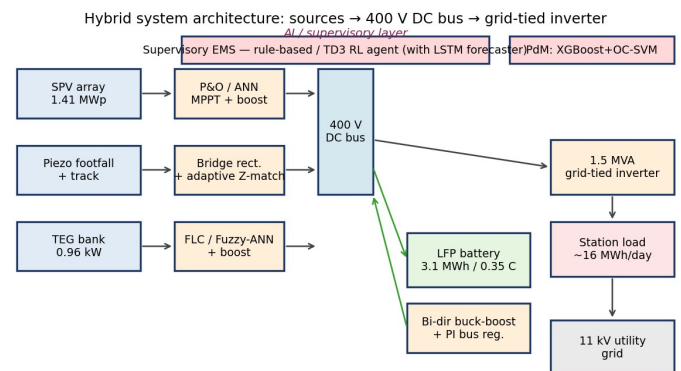 Hybrid system architecture: sources → 400 V DC bus → grid-tied inverter
AI / supervisory layer
Supervisory EMS — rule-based / TD3 RL agent (with LSTM forecaster)
PdM: XGBoost+OC-SVM
SPV array
1.41 MWp
P&O / ANN
MPPT + boost
400 V
DC bus
Piezo footfall
+ track
Bridge rect.
+ adaptive Z-match
1.5 MVA
grid-tied inverter
TEG bank
0.96 kW
FLC / Fuzzy-ANN
+ boost
LFP battery
3.1 MWh / 0.35 C
Station load
~16 MWh/day
Bi-dir buck-boost
+ PI bus reg.
11 kV utility
grid